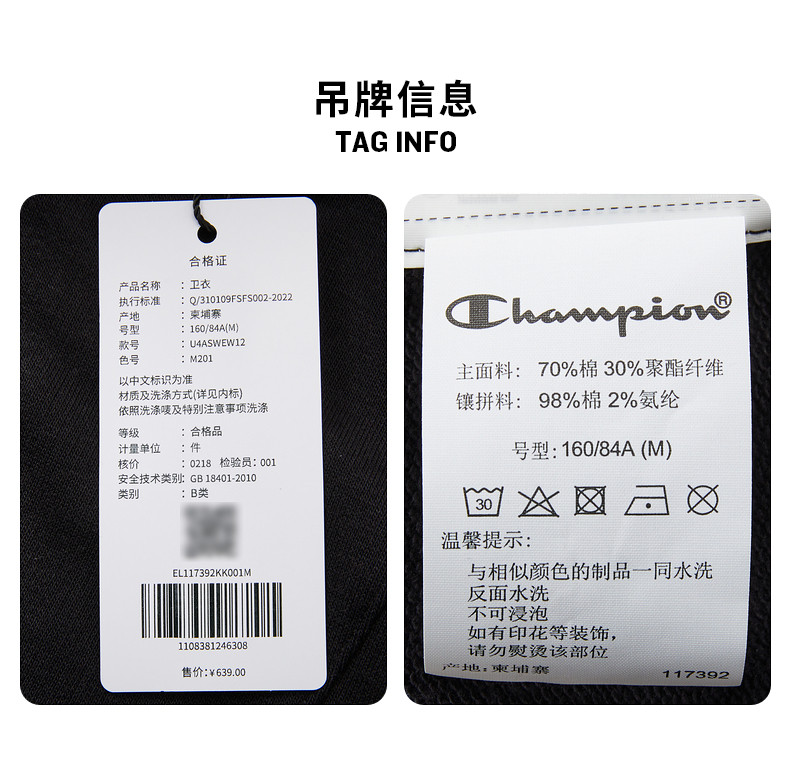 吊牌信息
TAG INFO
合格证
产品名称 ：卫衣
执行标准 ：Q/310109FSFS002-2022
产地 ：柬埔寨
号型 ：160/84A(M)
款号 ：U4ASWEW12
色号 ：M201
以中文标识为准
材质及洗涤方式(详见内标)
依照洗涤唛及特别注意事项洗涤
等级 ：合格品
计量单位 ：件
核价 ：0218 检验员：001
安全技术类别：GB 18401-2010
类别 ：B类
EL117392KK001M
1108381246308
售价：¥639.00
Champion®
主面料： 70%棉 30%聚酯纤维
镶拼料： 98%棉 2%氨纶
号型：160/84A (M)
30
温馨提示：
与相似颜色的制品一同水洗
反面水洗
不可浸泡
如有印花等装饰，
请勿熨烫该部位
产地：柬埔寨 117392